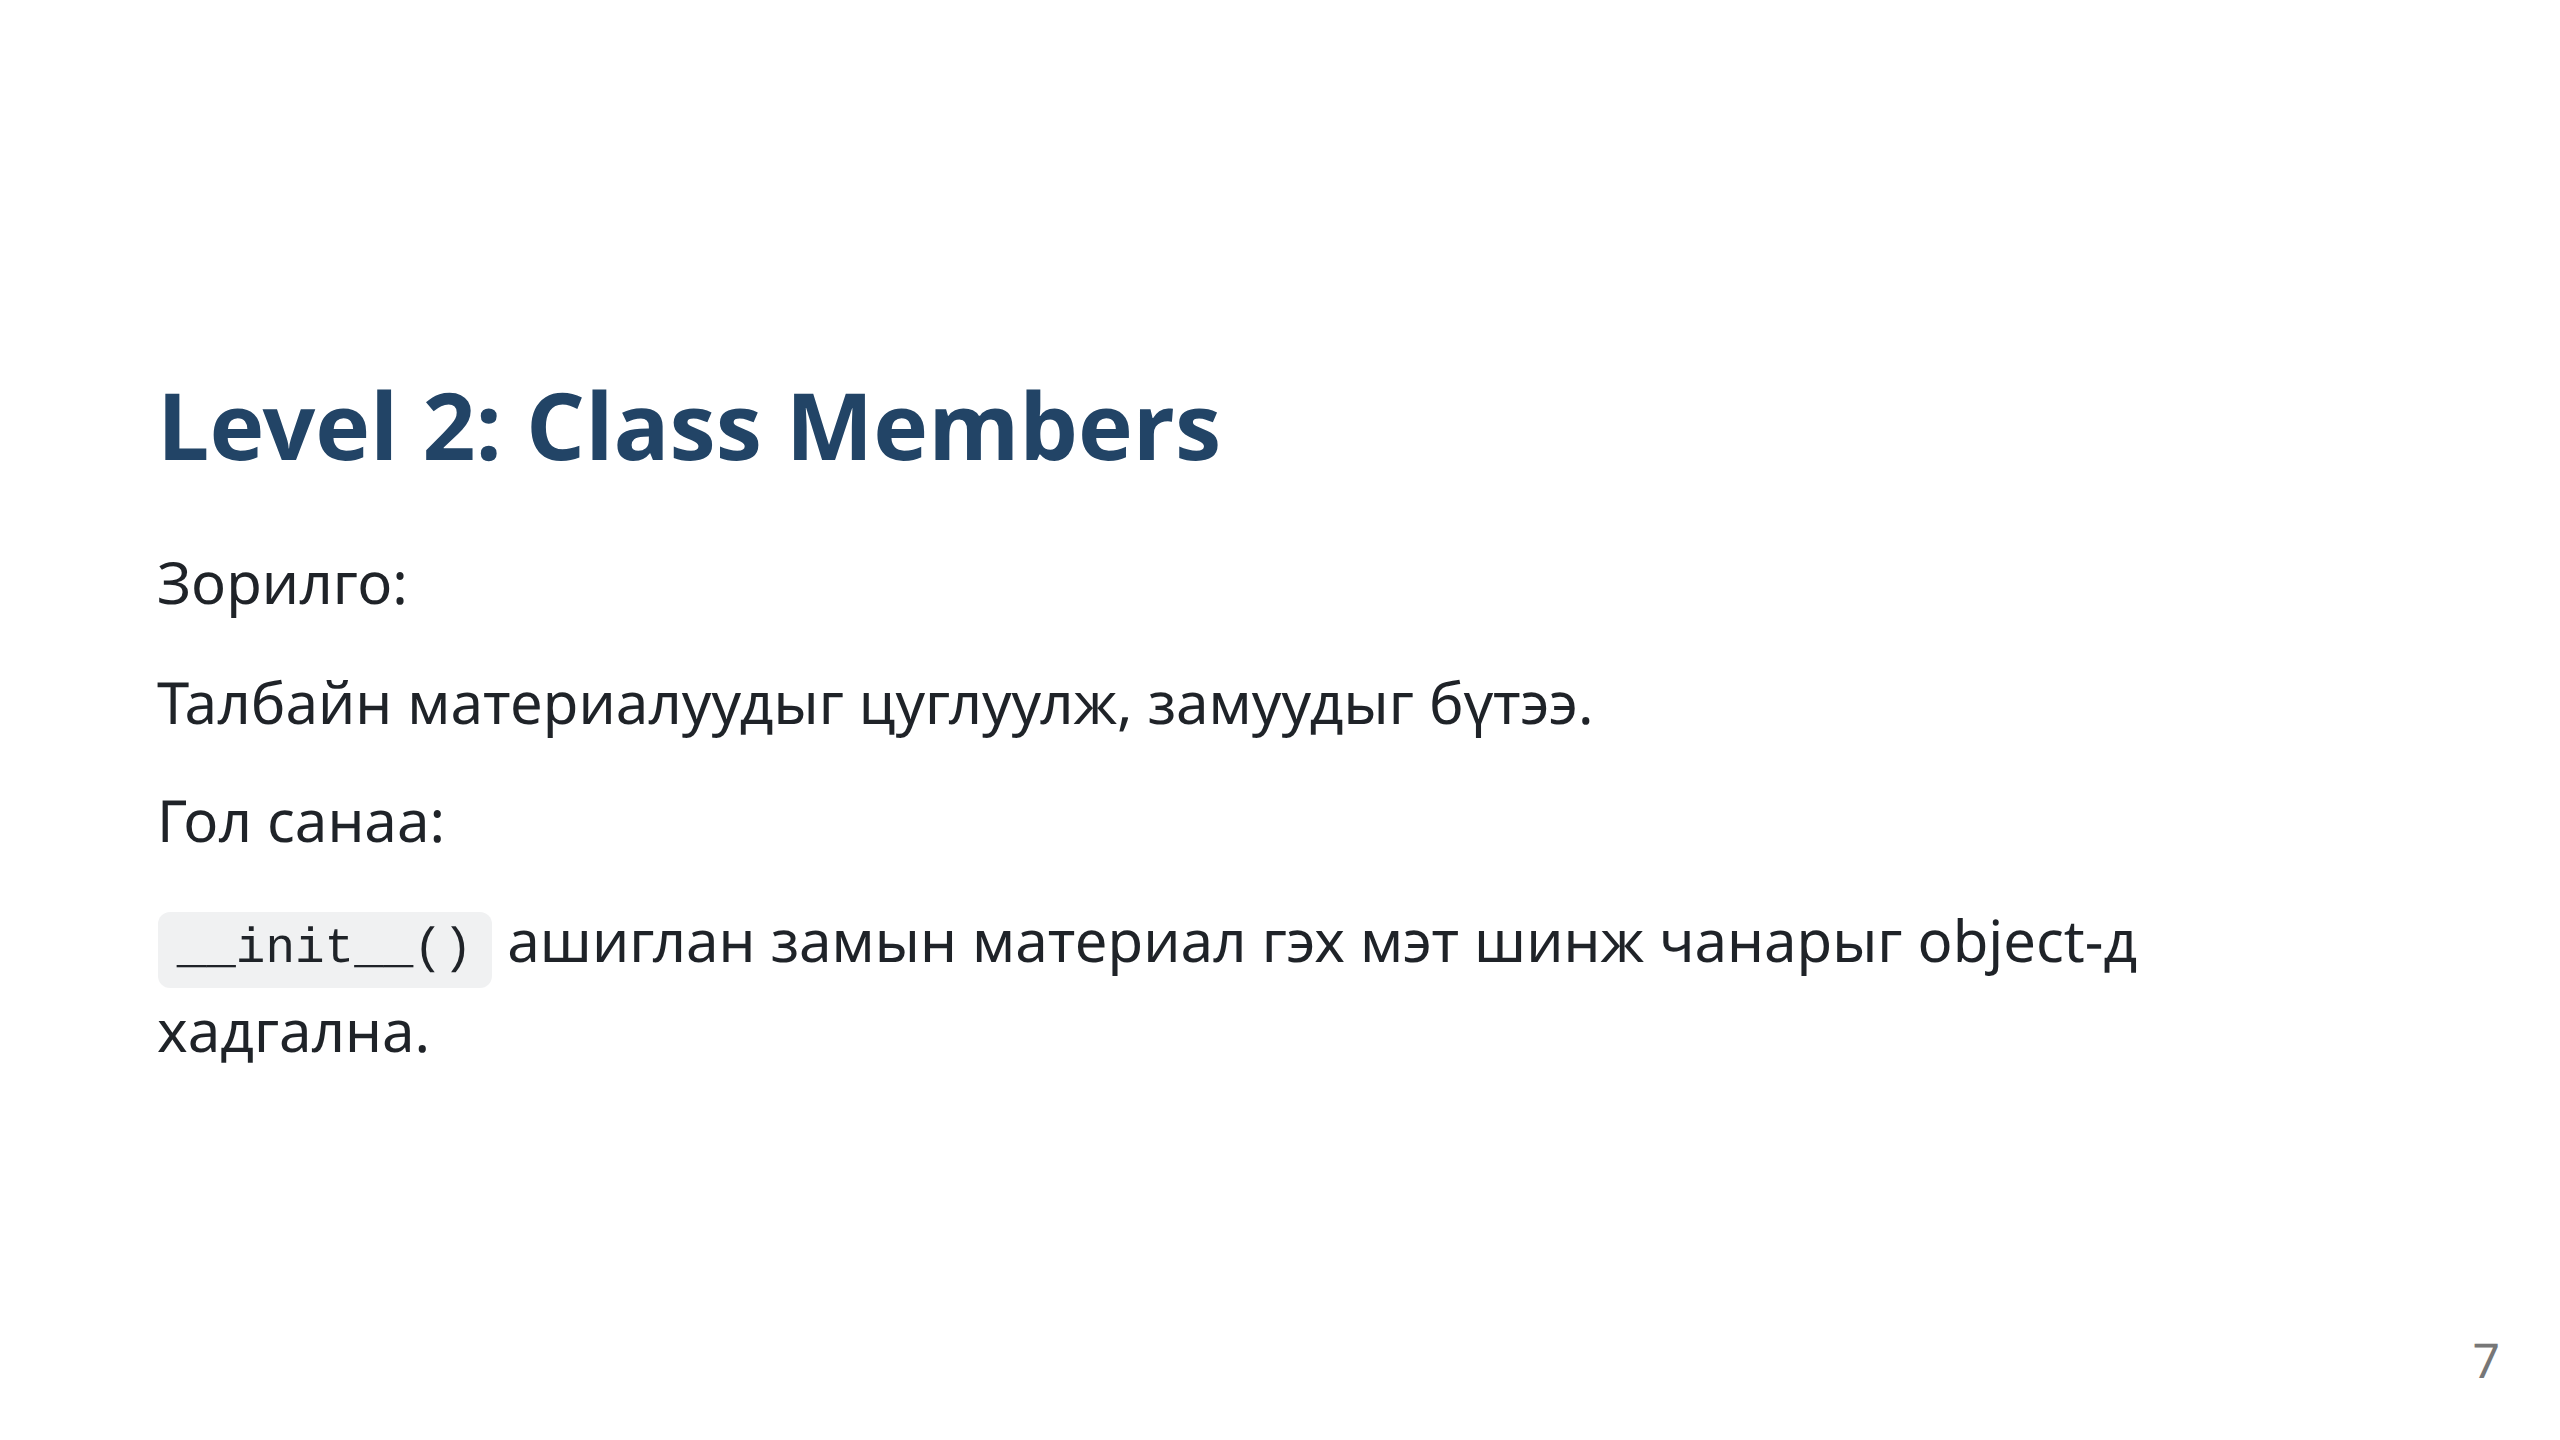 Level 2: Class Members
Зорилго:
Талбайн материалуудыг цуглуулж, замуудыг бүтээ.
Гол санаа:
__init__() ашиглан замын материал гэх мэт шинж чанарыг object-д
хадгална.
7